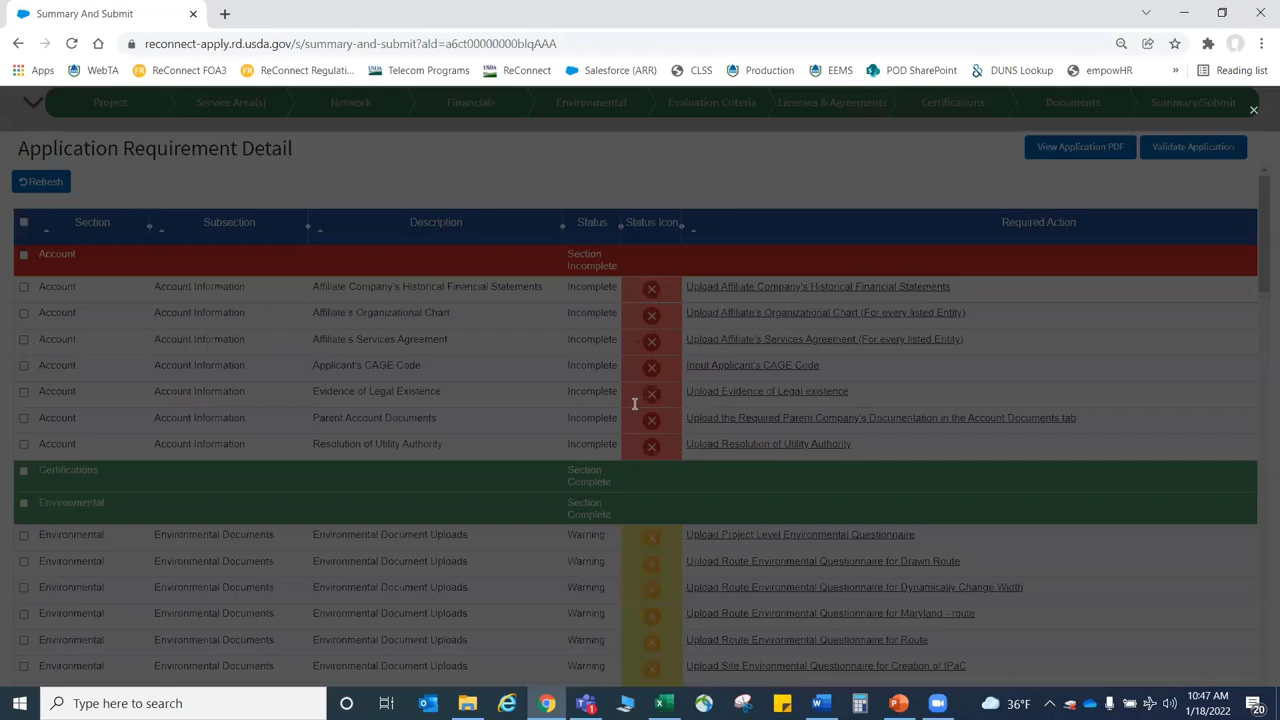 Summary And Submit
reconnect-apply.rd.usda.gov/s/summary-and-submit?aId=a6ct00000000blqAAA
Apps WebTA ReConnect FOA3 ReConnect Regulati... Telecom Programs ReConnect Salesforce (ARR) CLSS Production EEMS POD SharePoint DUNS Lookup empowHR » Reading list
Project Service Area(s) Network Financials Environmental Evaluation Criteria Licenses & Agreements Certifications Documents Summary/Submit
Application Requirement Detail View Application PDF Validate Application
Refresh
Section Subsection Description Status Status Icon Required Action
Account Section
Incomplete
Account Account Information Affiliate Company's Historical Financial Statements Incomplete Upload Affiliate Company's Historical Financial Statements
Account Account Information Affiliate's Organizational Chart Incomplete Upload Affiliate's Organizational Chart (For every listed Entity)
Account Account Information Affiliate's Services Agreement Incomplete Upload Affiliate's Services Agreement (For every listed Entity)
Account Account Information Applicant's CAGE Code Incomplete Input Applicant's CAGE Code
Account Account Information Evidence of Legal Existence Incomplete Upload Evidence of Legal existence
Account Account Information Parent Account Documents Incomplete Upload the Required Parent Company's Documentation in the Account Documents tab
Account Account Information Resolution of Utility Authority Incomplete Upload Resolution of Utility Authority
Certifications Section
Complete
Environmental Section
Complete
Environmental Environmental Documents Environmental Document Uploads Warning Upload Project Level Environmental Questionnaire
Environmental Environmental Documents Environmental Document Uploads Warning Upload Route Environmental Questionnaire for Drawn Route
Environmental Environmental Documents Environmental Document Uploads Warning Upload Route Environmental Questionnaire for Dynamically Change Width
Environmental Environmental Documents Environmental Document Uploads Warning Upload Route Environmental Questionnaire for Maryland - route
Environmental Environmental Documents Environmental Document Uploads Warning Upload Route Environmental Questionnaire for Route
Environmental Environmental Documents Environmental Document Uploads Warning Upload Site Environmental Questionnaire for Creation of IPaC
Type here to search 36°F 10:47 AM
1/18/2022 20